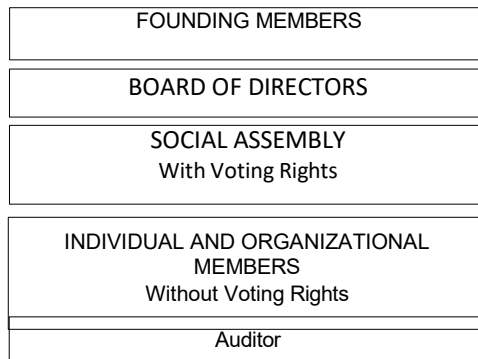 FOUNDING MEMBERS
BOARD OF DIRECTORS
SOCIAL ASSEMBLY
With Voting Rights
INDIVIDUAL AND ORGANIZATIONAL
MEMBERS
Without Voting Rights
Auditor